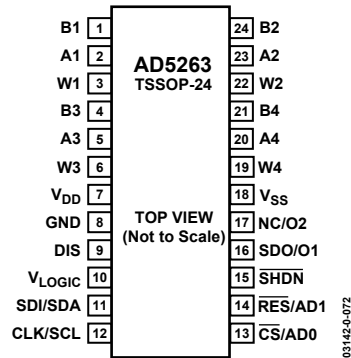 B1 1 24 B2
A1 2 AD5263 23 A2
W1 3 TSSOP-24 22 W2
B3 4 21 B4
A3 5 20 A4
W3 6 19 W4
VDD 7 18 VSS
GND 8 TOP VIEW 17 NC/O2
DIS 9 (Not to Scale) 16 SDO/O1
VLOGIC 10 15 SHDN
SDI/SDA 11 14 RES/AD1
CLK/SCL 12 13 CS/AD0
03142-0-072